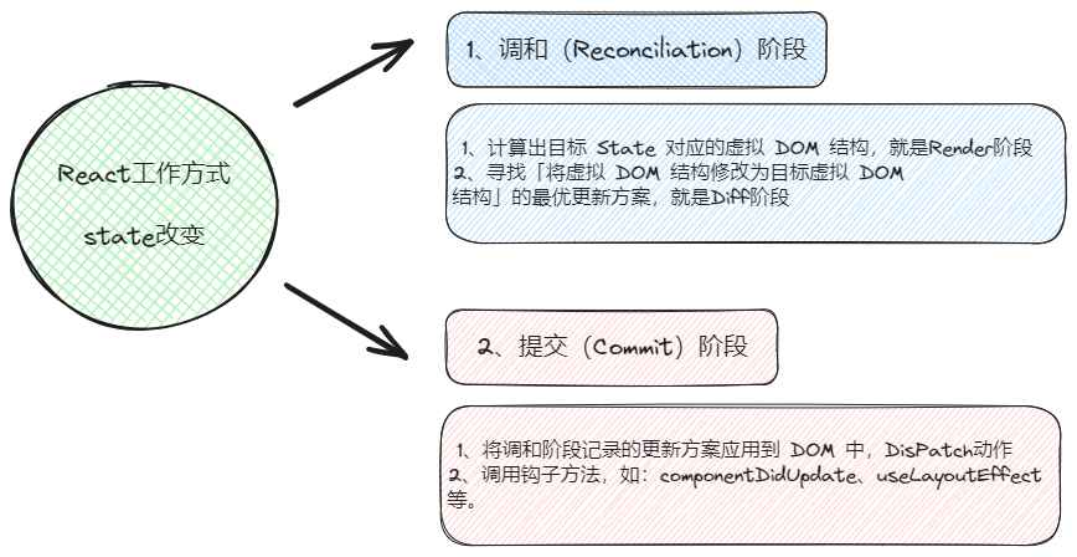 React工作方式
state改变
1、调和（Reconciliation）阶段
1、计算出目标 State 对应的虚拟 DOM 结构，就是Render阶段
2、寻找「将虚拟 DOM 结构修改为目标虚拟 DOM
结构」的最优更新方案，就是Diff阶段
2、提交（Commit）阶段
1、将调和阶段记录的更新方案应用到 DOM 中，DisPatch动作
2、调用钩子方法，如：componentDidUpdate、useLayoutEffect
等。